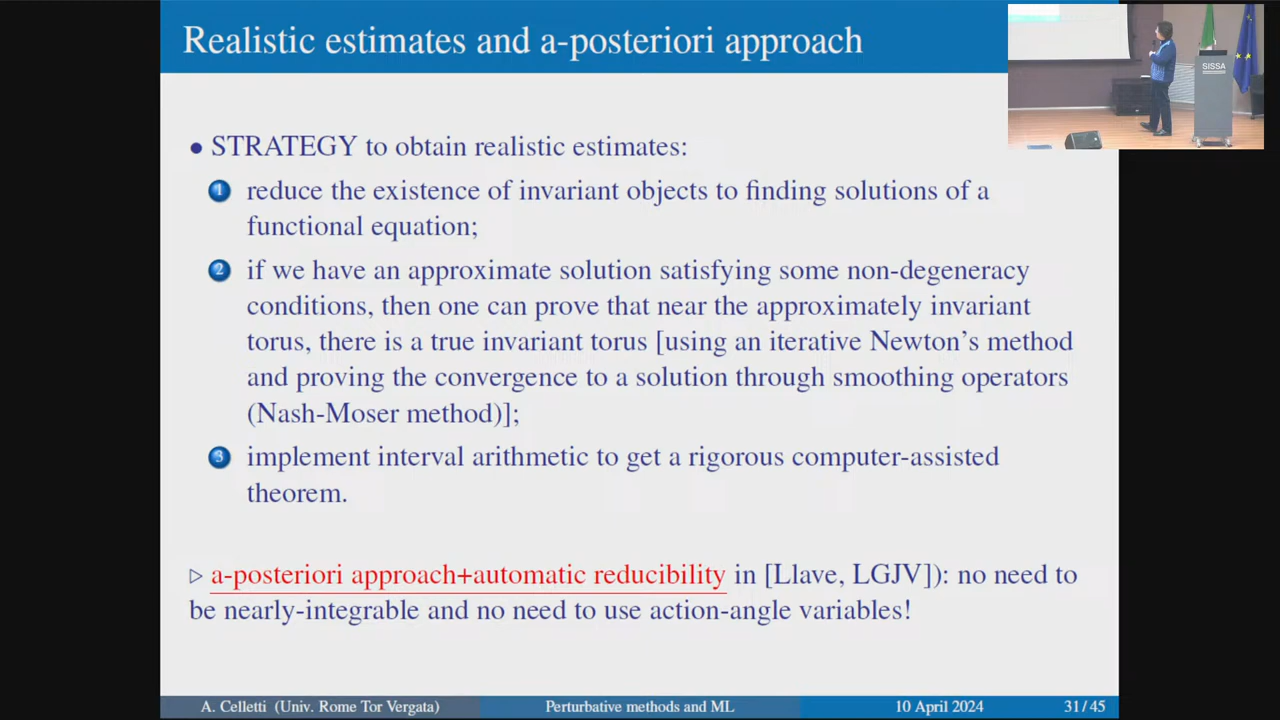 Realistic estimates and a-posteriori approach
SISSA
• STRATEGY to obtain realistic estimates:
1 reduce the existence of invariant objects to finding solutions of a
functional equation;
2 if we have an approximate solution satisfying some non-degeneracy
conditions, then one can prove that near the approximately invariant
torus, there is a true invariant torus [using an iterative Newton's method
and proving the convergence to a solution through smoothing operators
(Nash-Moser method)];
3 implement interval arithmetic to get a rigorous computer-assisted
theorem.
▷ a-posteriori approach+automatic reducibility in [Llave, LGJV]): no need to
be nearly-integrable and no need to use action-angle variables!
A. Celletti (Univ. Rome Tor Vergata) Perturbative methods and ML 10 April 2024 31 / 45